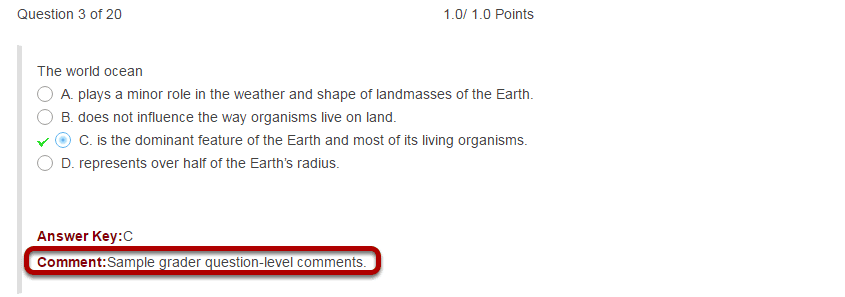 Question 3 of 20 1.0/ 1.0 Points
The world ocean
A. plays a minor role in the weather and shape of landmasses of the Earth.
B. does not influence the way organisms live on land.
C. is the dominant feature of the Earth and most of its living organisms.
D. represents over half of the Earth's radius.
Answer Key:C
Comment:Sample grader question-level comments.